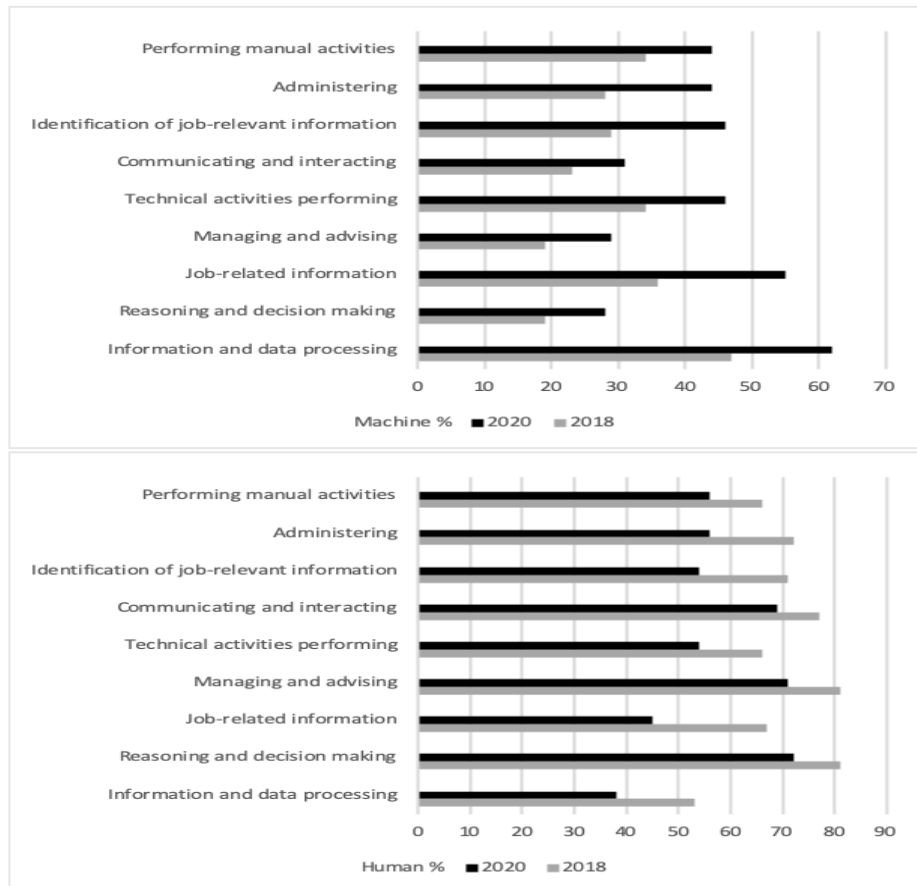 Performing manual activities
Administering
Identification of job-relevant information
Communicating and interacting
Technical activities performing
Managing and advising
Job-related information
Reasoning and decision making
Information and data processing
0 10 20 30 40 50 60 70
Machine % 2020 2018
Performing manual activities
Administering
Identification of job-relevant information
Communicating and interacting
Technical activities performing
Managing and advising
Job-related information
Reasoning and decision making
Information and data processing
0 10 20 30 40 50 60 70 80 90
Human % 2020 2018